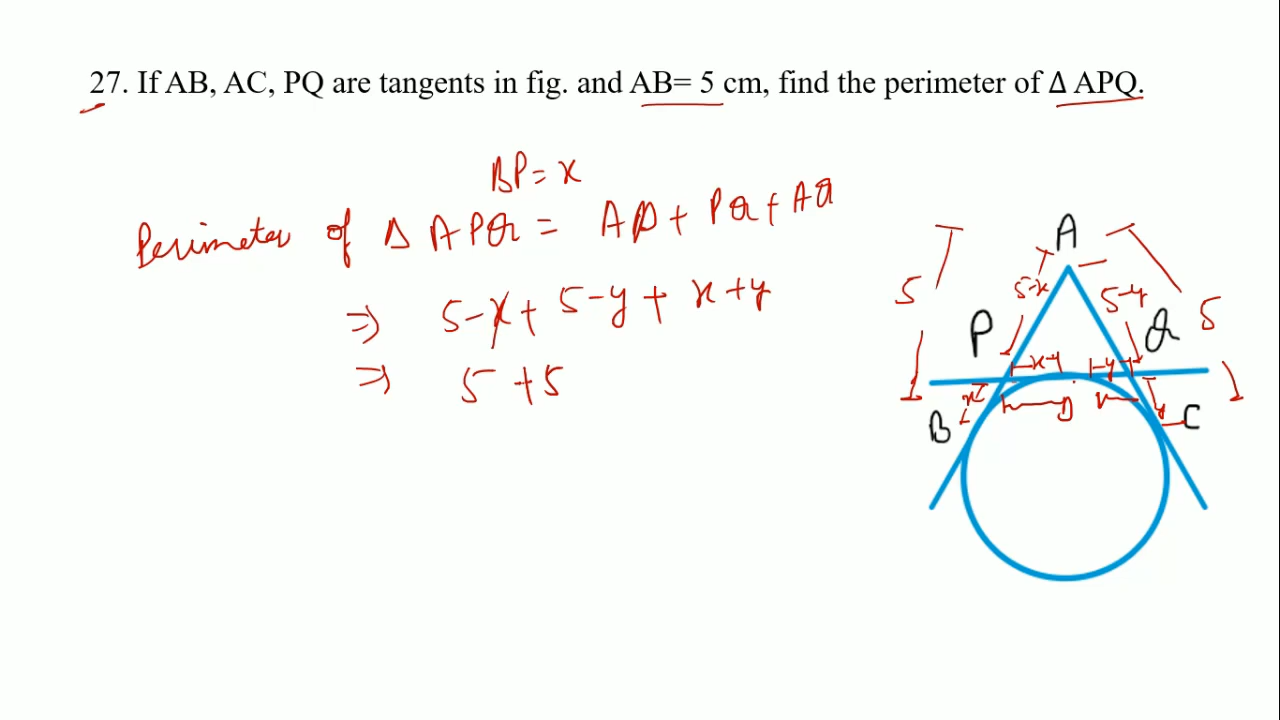 27. If AB, AC, PQ are tangents in fig. and AB= 5 cm, find the perimeter of Δ APQ.
BP = x
Perimeter of Δ APQ = AP + PQ + AQ
⇒ 5-x + 5-y + x+y
⇒ 5 + 5
A
5
5-x
5-y
5
P
Q
x
y
x
y
B
D
C